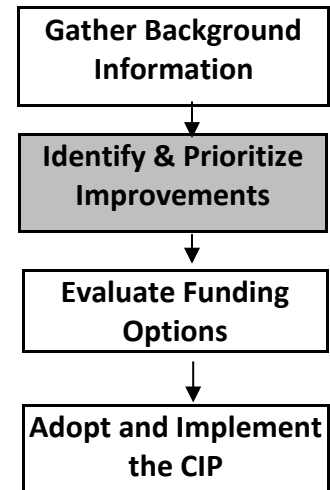 Gather Background
Information
Identify & Prioritize
Improvements
Evaluate Funding
Options
Adopt and Implement
the CIP